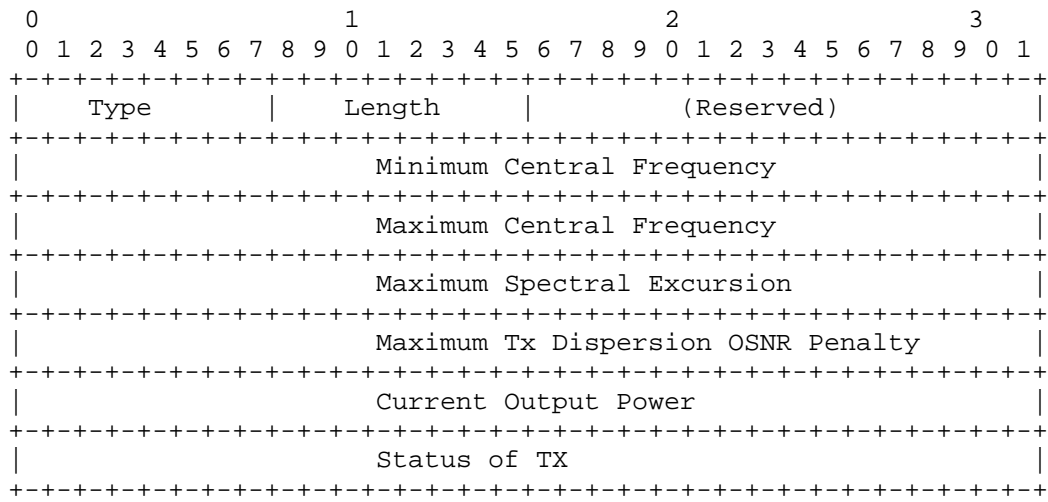 0                   1                   2                   3
 0 1 2 3 4 5 6 7 8 9 0 1 2 3 4 5 6 7 8 9 0 1 2 3 4 5 6 7 8 9 0 1
+-+-+-+-+-+-+-+-+-+-+-+-+-+-+-+-+-+-+-+-+-+-+-+-+-+-+-+-+-+-+-+-+
|    Type       |    Length     |         (Reserved)            |
+-+-+-+-+-+-+-+-+-+-+-+-+-+-+-+-+-+-+-+-+-+-+-+-+-+-+-+-+-+-+-+-+
|                      Minimum Central Frequency                |
+-+-+-+-+-+-+-+-+-+-+-+-+-+-+-+-+-+-+-+-+-+-+-+-+-+-+-+-+-+-+-+-+
|                      Maximum Central Frequency                |
+-+-+-+-+-+-+-+-+-+-+-+-+-+-+-+-+-+-+-+-+-+-+-+-+-+-+-+-+-+-+-+-+
|                      Maximum Spectral Excursion               |
+-+-+-+-+-+-+-+-+-+-+-+-+-+-+-+-+-+-+-+-+-+-+-+-+-+-+-+-+-+-+-+-+
|                      Maximum Tx Dispersion OSNR Penalty       |
+-+-+-+-+-+-+-+-+-+-+-+-+-+-+-+-+-+-+-+-+-+-+-+-+-+-+-+-+-+-+-+-+
|                      Current Output Power                     |
+-+-+-+-+-+-+-+-+-+-+-+-+-+-+-+-+-+-+-+-+-+-+-+-+-+-+-+-+-+-+-+-+
|                      Status of TX                             |
+-+-+-+-+-+-+-+-+-+-+-+-+-+-+-+-+-+-+-+-+-+-+-+-+-+-+-+-+-+-+-+-+